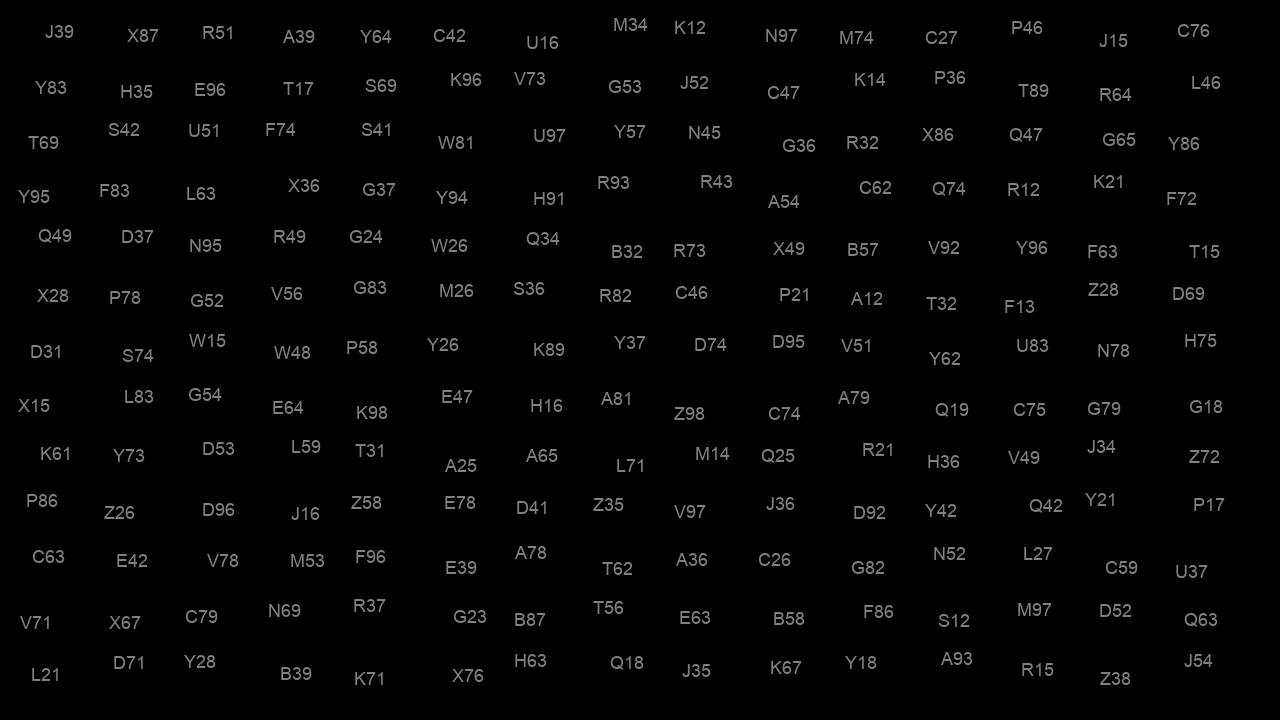 J39 X87 R51 A39 Y64 C42 U16 M34 K12 N97 M74 C27 P46 J15 C76
Y83 H35 E96 T17 S69 K96 V73 G53 J52 C47 K14 P36 T89 R64 L46
T69 S42 U51 F74 S41 W81 U97 Y57 N45 G36 R32 X86 Q47 G65 Y86
Y95 F83 L63 X36 G37 Y94 H91 R93 R43 A54 C62 Q74 R12 K21 F72
Q49 D37 N95 R49 G24 W26 Q34 B32 R73 X49 B57 V92 Y96 F63 T15
X28 P78 G52 V56 G83 M26 S36 R82 C46 P21 A12 T32 F13 Z28 D69
D31 S74 W15 W48 P58 Y26 K89 Y37 D74 D95 V51 Y62 U83 N78 H75
X15 L83 G54 E64 K98 E47 H16 A81 Z98 C74 A79 Q19 C75 G79 G18
K61 Y73 D53 L59 T31 A25 A65 L71 M14 Q25 R21 H36 V49 J34 Z72
P86 Z26 D96 J16 Z58 E78 D41 Z35 V97 J36 D92 Y42 Q42 Y21 P17
C63 E42 V78 M53 F96 E39 A78 T62 A36 C26 G82 N52 L27 C59 U37
V71 X67 C79 N69 R37 G23 B87 T56 E63 B58 F86 S12 M97 D52 Q63
L21 D71 Y28 B39 K71 X76 H63 Q18 J35 K67 Y18 A93 R15 Z38 J54